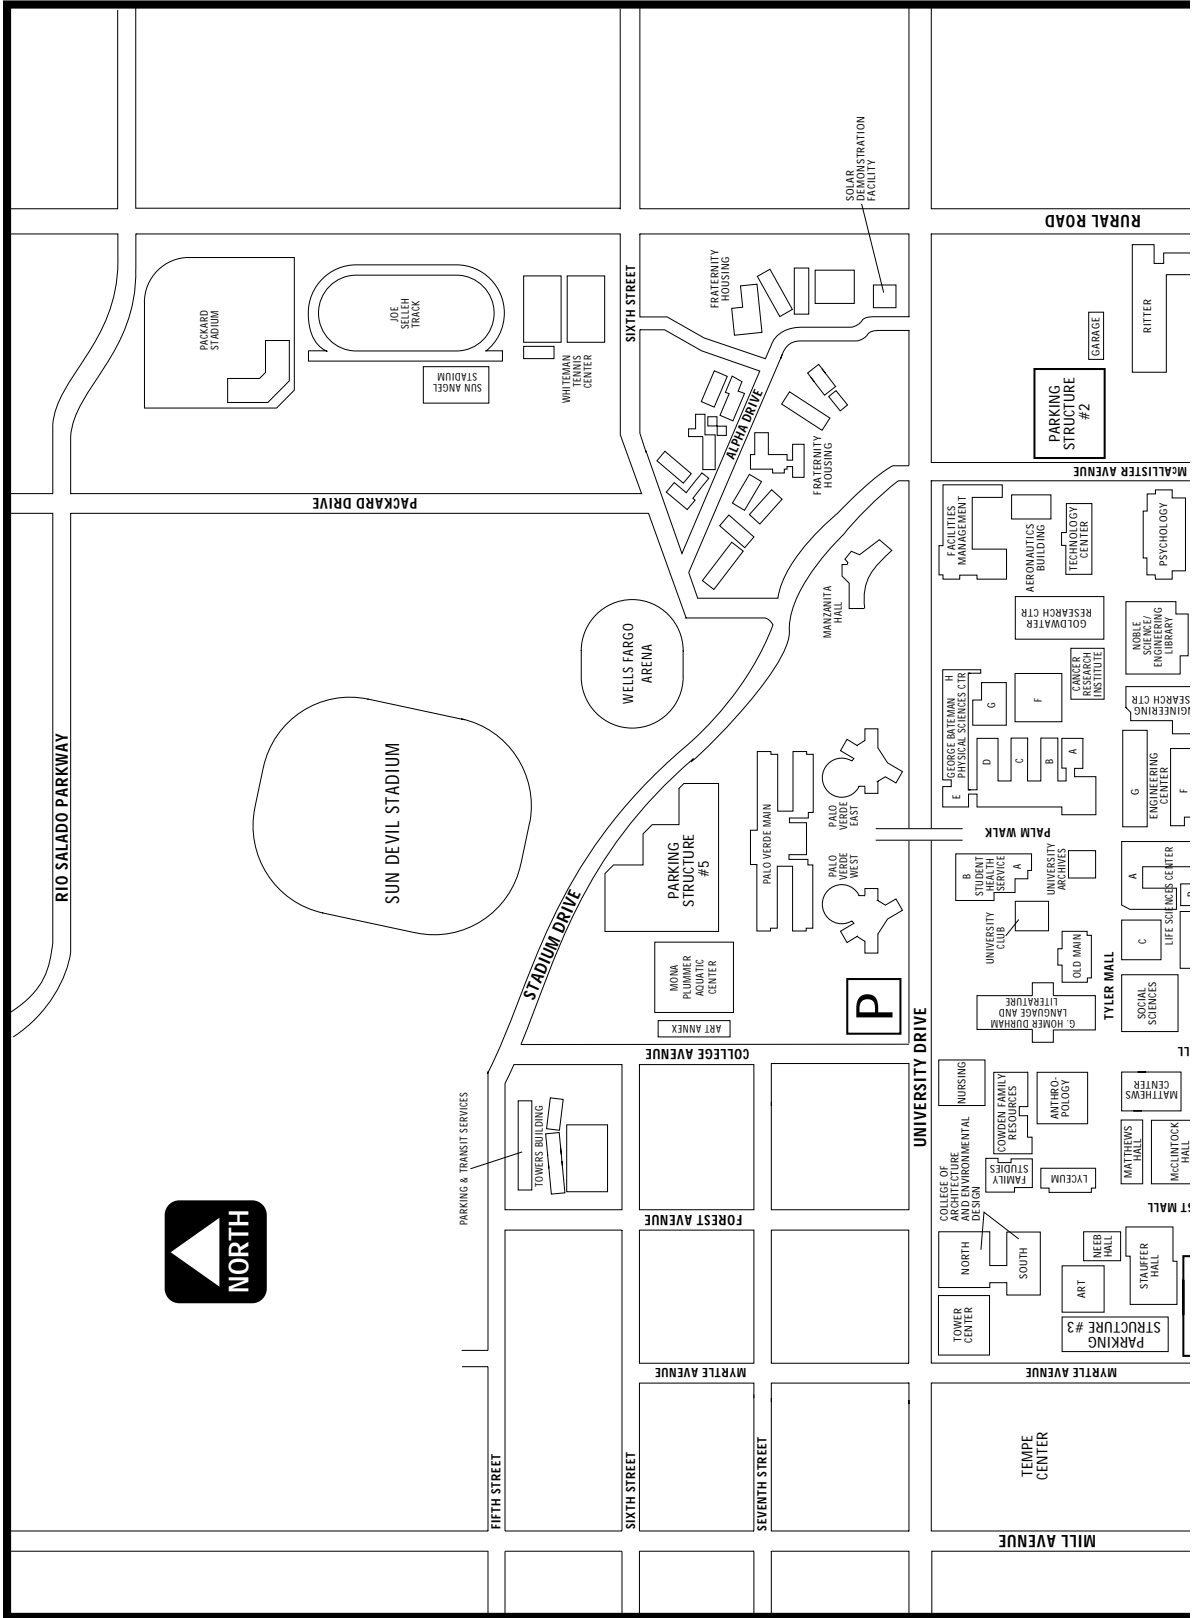 SOLAR
DEMONSTRATION
FACILITY
RURAL ROAD
PACKARD
STADIUM
JOE
SELLEH
TRACK
SUN ANGEL
STADIUM
WHITEMAN
TENNIS
CENTER
SIXTH STREET
FRATERNITY
HOUSING
ALPHA DRIVE
FRATERNITY
HOUSING
GARAGE
RITTER
PARKING
STRUCTURE
#2
McALLISTER AVENUE
PACKARD DRIVE
FACILITIES
MANAGEMENT
AERONAUTICS
BUILDING
TECHNOLOGY
CENTER
PSYCHOLOGY
MANZANITA
HALL
GOLDWATER
RESEARCH CTR
NOBLE
SCIENCE/
ENGINEERING
LIBRARY
WELLS FARGO
ARENA
CANCER
RESEARCH
INSTITUTE
E GEORGE BATEMAN H
PHYSICAL SCIENCES CTR
G
F
D
C
B
A
G
ENGINEERING
CENTER
F
RIO SALADO PARKWAY
SUN DEVIL STADIUM
STADIUM DRIVE
PARKING
STRUCTURE
#5
PALO VERDE MAIN
PALO
VERDE
EAST
PALO
VERDE
WEST
PALM WALK
B
STUDENT
HEALTH
SERVICE
A
UNIVERSITY
ARCHIVES
UNIVERSITY
CLUB
OLD MAIN
A
LIFE SCIENCES CENTER
C
MONA
PLUMMER
AQUATIC
CENTER
ART ANNEX
P
G. HOMER DURHAM
LANGUAGE AND
LITERATURE
TYLER MALL
SOCIAL
SCIENCES
COLLEGE AVENUE
UNIVERSITY DRIVE
PARKING & TRANSIT SERVICES
TOWERS BUILDING
NURSING
COWDEN FAMILY
RESOURCES
ANTHRO-
POLOGY
MATTHEWS
CENTER
FAMILY
STUDIES
LYCEUM
MATTHEWS
HALL
McCLINTOCK
HALL
COLLEGE OF
ARCHITECTURE
AND ENVIRONMENTAL
DESIGN
FOREST AVENUE
NORTH
NORTH
SOUTH
NEEB
HALL
STAUFFER
HALL
ART
TOWER
CENTER
PARKING
STRUCTURE #3
MYRTLE AVENUE
MYRTLE AVENUE
FIFTH STREET
SIXTH STREET
SEVENTH STREET
TEMPE
CENTER
MILL AVENUE